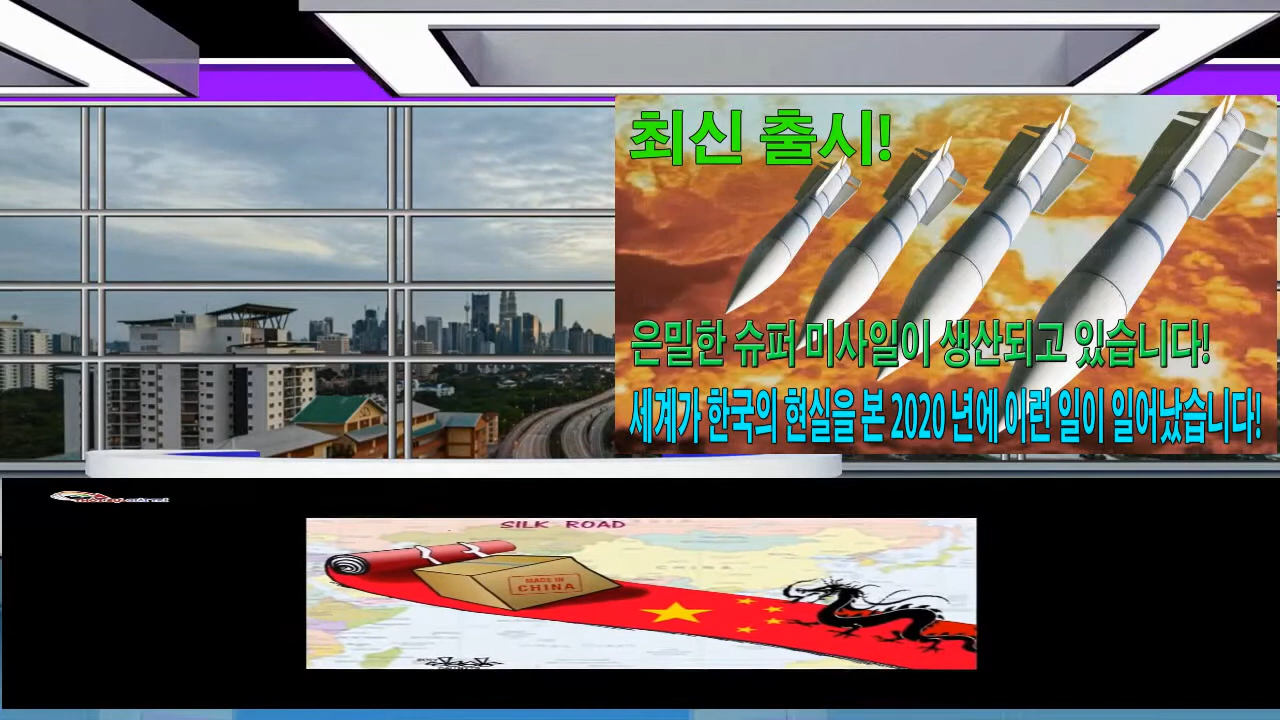 최신 출시!
은밀한 슈퍼 미사일이 생산되고 있습니다!
세계가 한국의 현실을 본 2020 년에 이런 일이 일어났습니다!
SILK ROAD
CHINA
MADE IN
CHINA